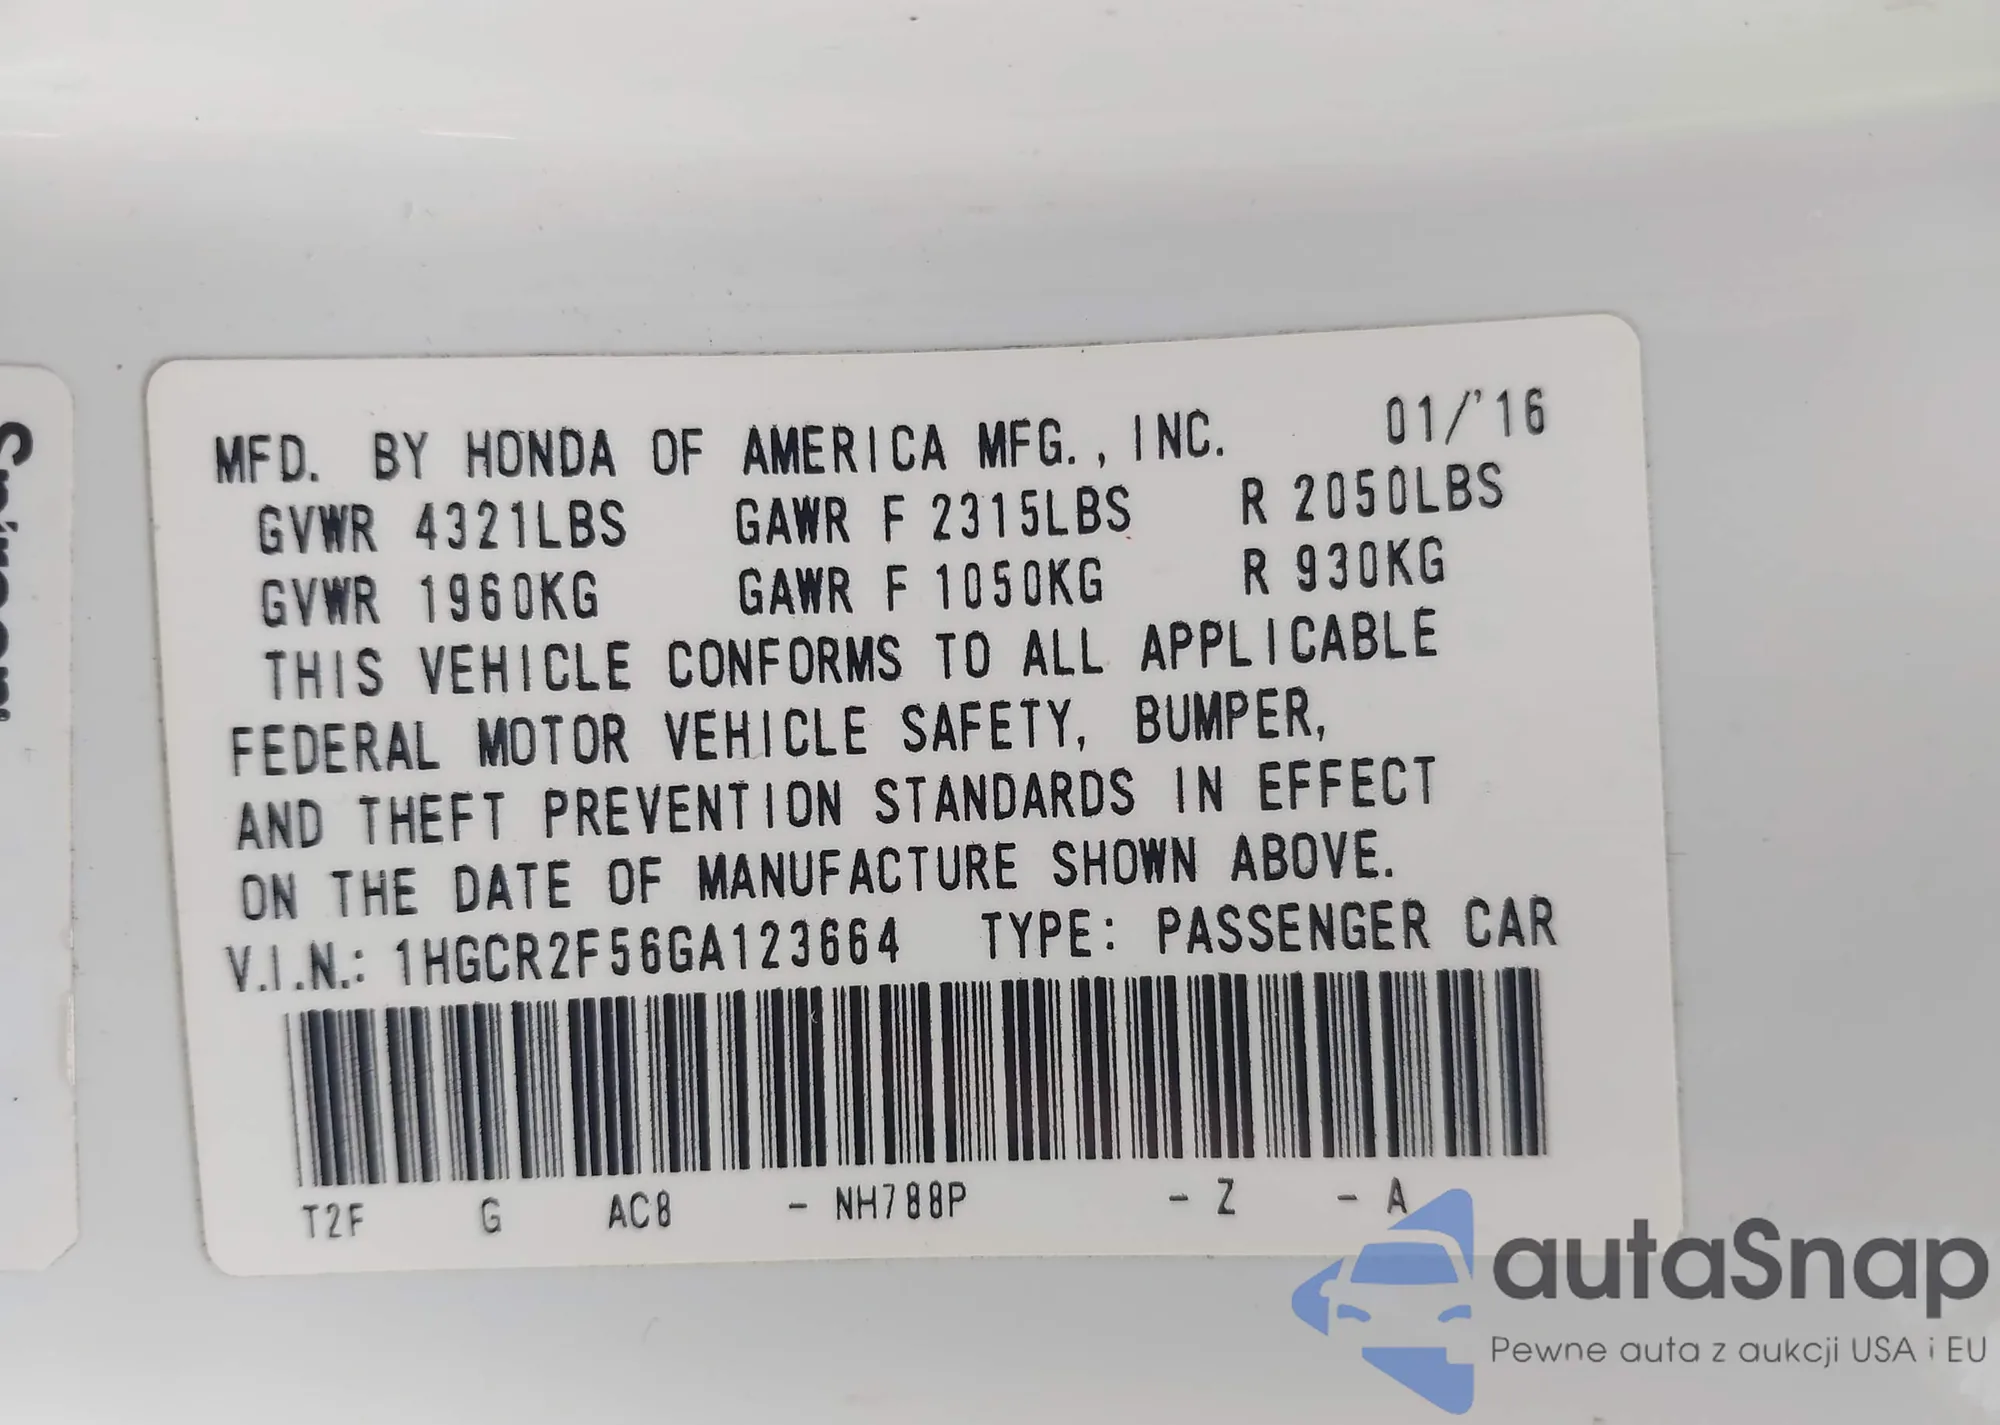 MFD. BY HONDA OF AMERICA MFG., INC. 01/'16
GVWR 4321LBS GAWR F 2315LBS R 2050LBS
GVWR 1960KG GAWR F 1050KG R 930KG
THIS VEHICLE CONFORMS TO ALL APPLICABLE
FEDERAL MOTOR VEHICLE SAFETY, BUMPER,
AND THEFT PREVENTION STANDARDS IN EFFECT
ON THE DATE OF MANUFACTURE SHOWN ABOVE.
V.I.N.: 1HGCR2F56GA123664 TYPE: PASSENGER CAR
T2F G AC8 - NH788P - Z - A
autaSnap
Pewne auta z aukcji USA i EU